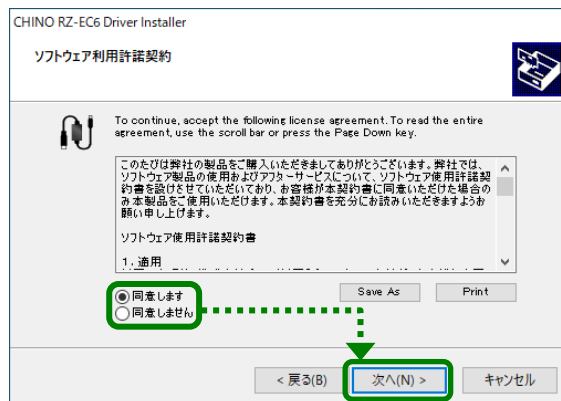 CHINO RZ-EC6 Driver Installer
ソフトウェア利用許諾契約
To continue, accept the following license agreement. To read the entire
agreement, use the scroll bar or press the Page Down key.
このたびは弊社の製品をご購入いただきましてありがとうございます。弊社では、
ソフトウェア製品の使用およびアフターサービスについて、ソフトウェア使用許諾契
約書を設けさせていただいており、お客様が本契約書に同意いただけた場合の
み本製品をご使用いただけます。本契約書を充分にお読みいただきますようお
願い申し上げます。
ソフトウェア使用許諾契約書
1. 適用
同意します
同意しません
Save As
Print
< 戻る(B)
次へ(N) >
キャンセル